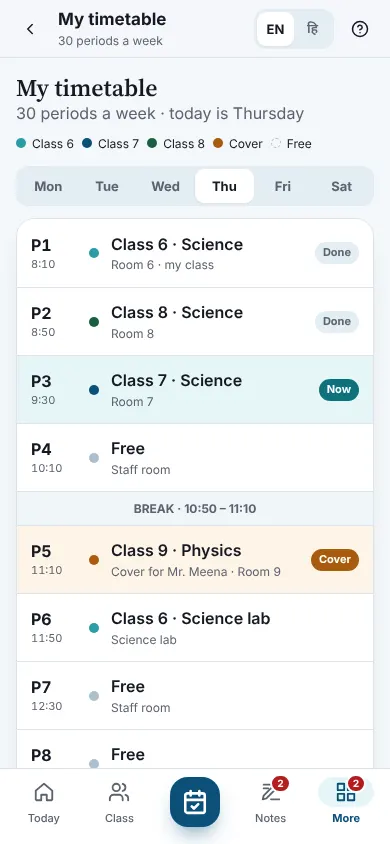 My timetable
30 periods a week
EN हि
My timetable
30 periods a week · today is Thursday
Class 6 Class 7 Class 8 Cover Free
Mon Tue Wed Thu Fri Sat
P1 Class 6 · Science Done
8:10 Room 6 · my class
P2 Class 8 · Science Done
8:50 Room 8
P3 Class 7 · Science Now
9:30 Room 7
P4 Free
10:10 Staff room
BREAK · 10:50 – 11:10
P5 Class 9 · Physics Cover
11:10 Cover for Mr. Meena · Room 9
P6 Class 6 · Science lab
11:50 Science lab
P7 Free
12:30 Staff room
P8 Free
2 2
Today Class Notes More